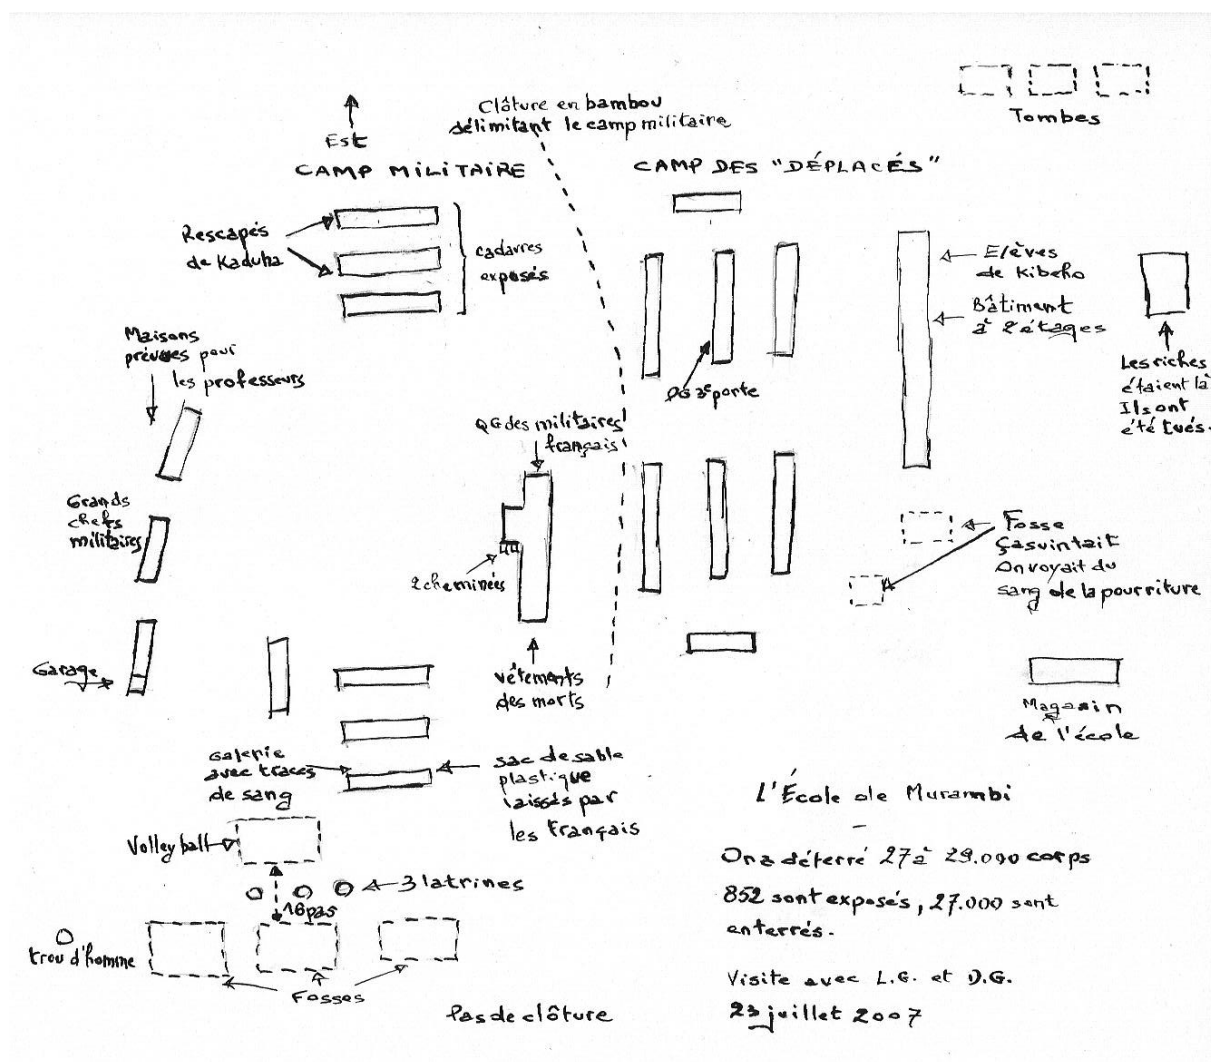 Tombes
Clôture en bambou
délimitant le camp militaire
Est
CAMP MILITAIRE
CAMP DES "DÉPLACÉS"
Rescapés
de Kaduha
cadavres
exposés
Elèves
de Kibeho
Bâtiment
à 2 étages
Maisons
prévues pour
les professeurs
Les riches
étaient là
Ils ont
été tués.
QG 2e porte
QG des militaires
français
Grands
chefs
militaires
2 cheminées
Fosse
Ça suintait
On voyait du
sang de la pourriture
Garage
vêtements
des morts
Magasin
de l'école
Galerie
avec traces
de sang
sac de sable
plastique
laissés par
les Français
L'École de Murambi
Volley ball
On a déterré 27 à 29.000 corps
852 sont exposés, 27.000 sont
enterrés.
3 latrines
16 pas
trou d'homme
Fosses
Pas de clôture
Visite avec L.G. et D.G.
23 juillet 2007